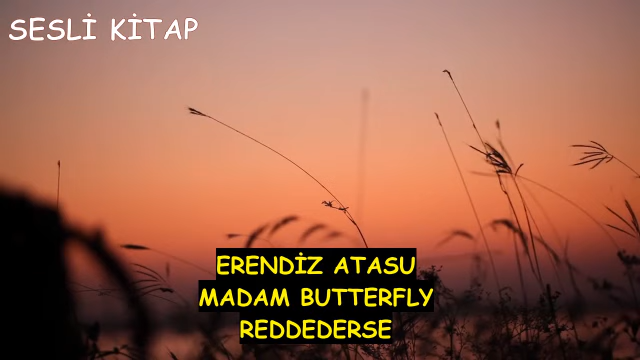 SESLİ KİTAP
ERENDİZ ATASU
MADAM BUTTERFLY
REDDEDERSE